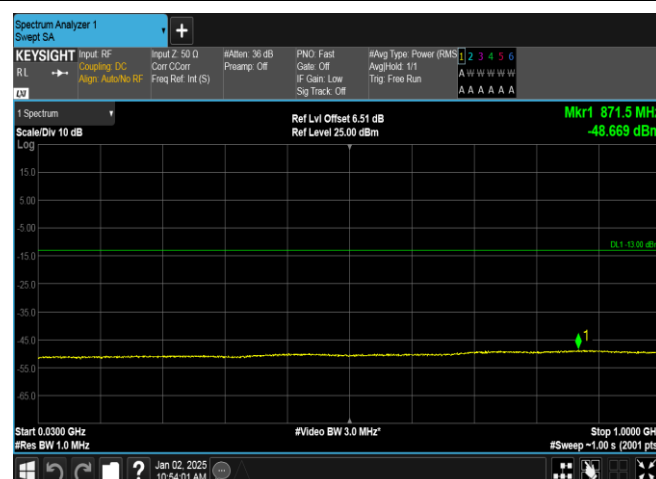 Spectrum Analyzer 1
Swept SA
+
KEYSIGHT
RL
LXI
Input: RF
Coupling: DC
Align: Auto/No RF
Input Z: 50 Ω
Corr CCorr
Freq Ref: Int (S)
#Atten: 36 dB
Preamp: Off
PNO: Fast
Gate: Off
IF Gain: Low
Sig Track: Off
#Avg Type: Power (RMS
Avg|Hold: 1/1
Trig: Free Run
1 2 3 4 5 6
A W W W W W
A A A A A A
1 Spectrum
Scale/Div 10 dB
Log
Ref Lvl Offset 6.51 dB
Ref Level 25.00 dBm
Mkr1 871.5 MHz
-48.669 dBm
15.0
5.00
-5.00
-15.0
-25.0
-35.0
-45.0
-55.0
-65.0
DL1 -13.00 dBm
1
Start 0.0300 GHz
#Res BW 1.0 MHz
#Video BW 3.0 MHz*
Stop 1.0000 GH
#Sweep ~1.00 s (2001 pts
?
Jan 02, 2025
10:54:01 AM